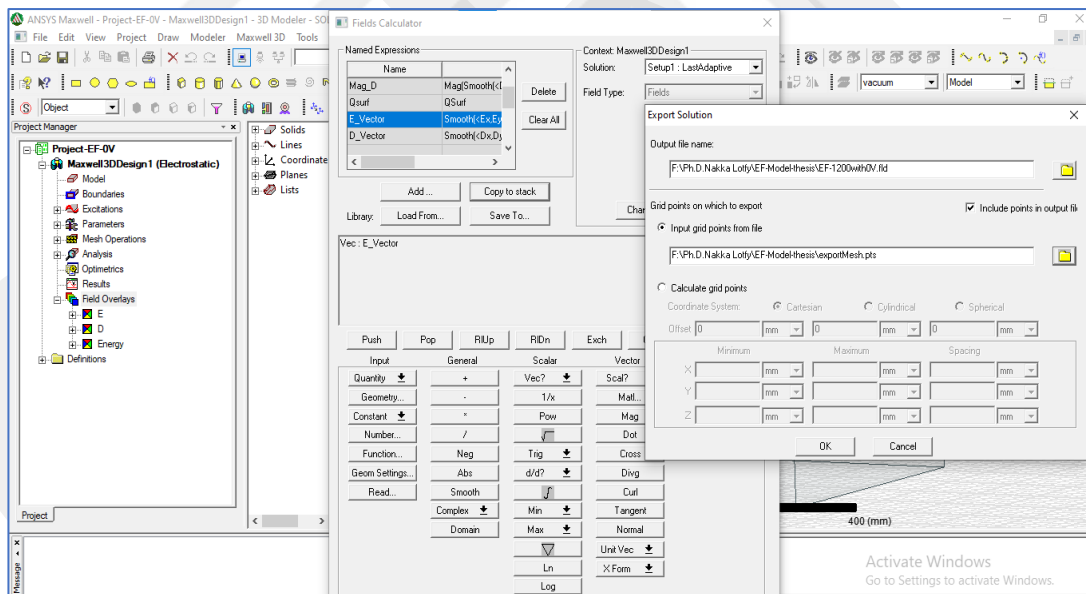 ANSYS Maxwell - Project-EF-0V - Maxwell3DDesign1 - 3D Modeler - SOL
File Edit View Project Draw Modeler Maxwell 3D Tools
Object
vacuum Model
Project Manager
Project-EF-0V
Maxwell3DDesign1 (Electrostatic)
Model
Boundaries
Excitations
Parameters
Mesh Operations
Analysis
Optimetrics
Results
Field Overlays
E
D
Energy
Definitions
Project
Solids
Lines
Coordinate
Planes
Lists
Message
Fields Calculator
Named Expressions
Name
Mag_D Mag(Smooth(<D
Qsurf QSurf
E_Vector Smooth(<Ex,Ey
D_Vector Smooth(<Dx,Dy
Delete
Clear All
Add ... Copy to stack
Library: Load From... Save To...
Context: Maxwell3DDesign1
Solution: Setup1 : LastAdaptive
Field Type: Fields
Char
Vec : E_Vector
Push Pop RlUp RlDn Exch
Input General Scalar Vector
Quantity + Vec? Scal?
Geometry... - 1/x Matl...
Constant * Pow Mag
Number... / √ Dot
Function... Neg Trig Cross
Geom Settings... Abs d/d? Divg
Read... Smooth ∫ Curl
Complex Min Tangent
Domain Max Normal
▽ Unit Vec
Ln X Form
Log
Export Solution
Output file name:
F:\Ph.D.Nakka Lotfy\EF-Model-thesis\EF-1200with0V.fld
Grid points on which to export Include points in output file
Input grid points from file
F:\Ph.D.Nakka Lotfy\EF-Model-thesis\exportMesh.pts
Calculate grid points
Coordinate System: Cartesian Cylindrical Spherical
Offset 0 mm 0 mm 0 mm
Minimum Maximum Spacing
X mm mm mm
Y mm mm mm
Z mm mm mm
OK Cancel
400 (mm)
Activate Windows
Go to Settings to activate Windows.